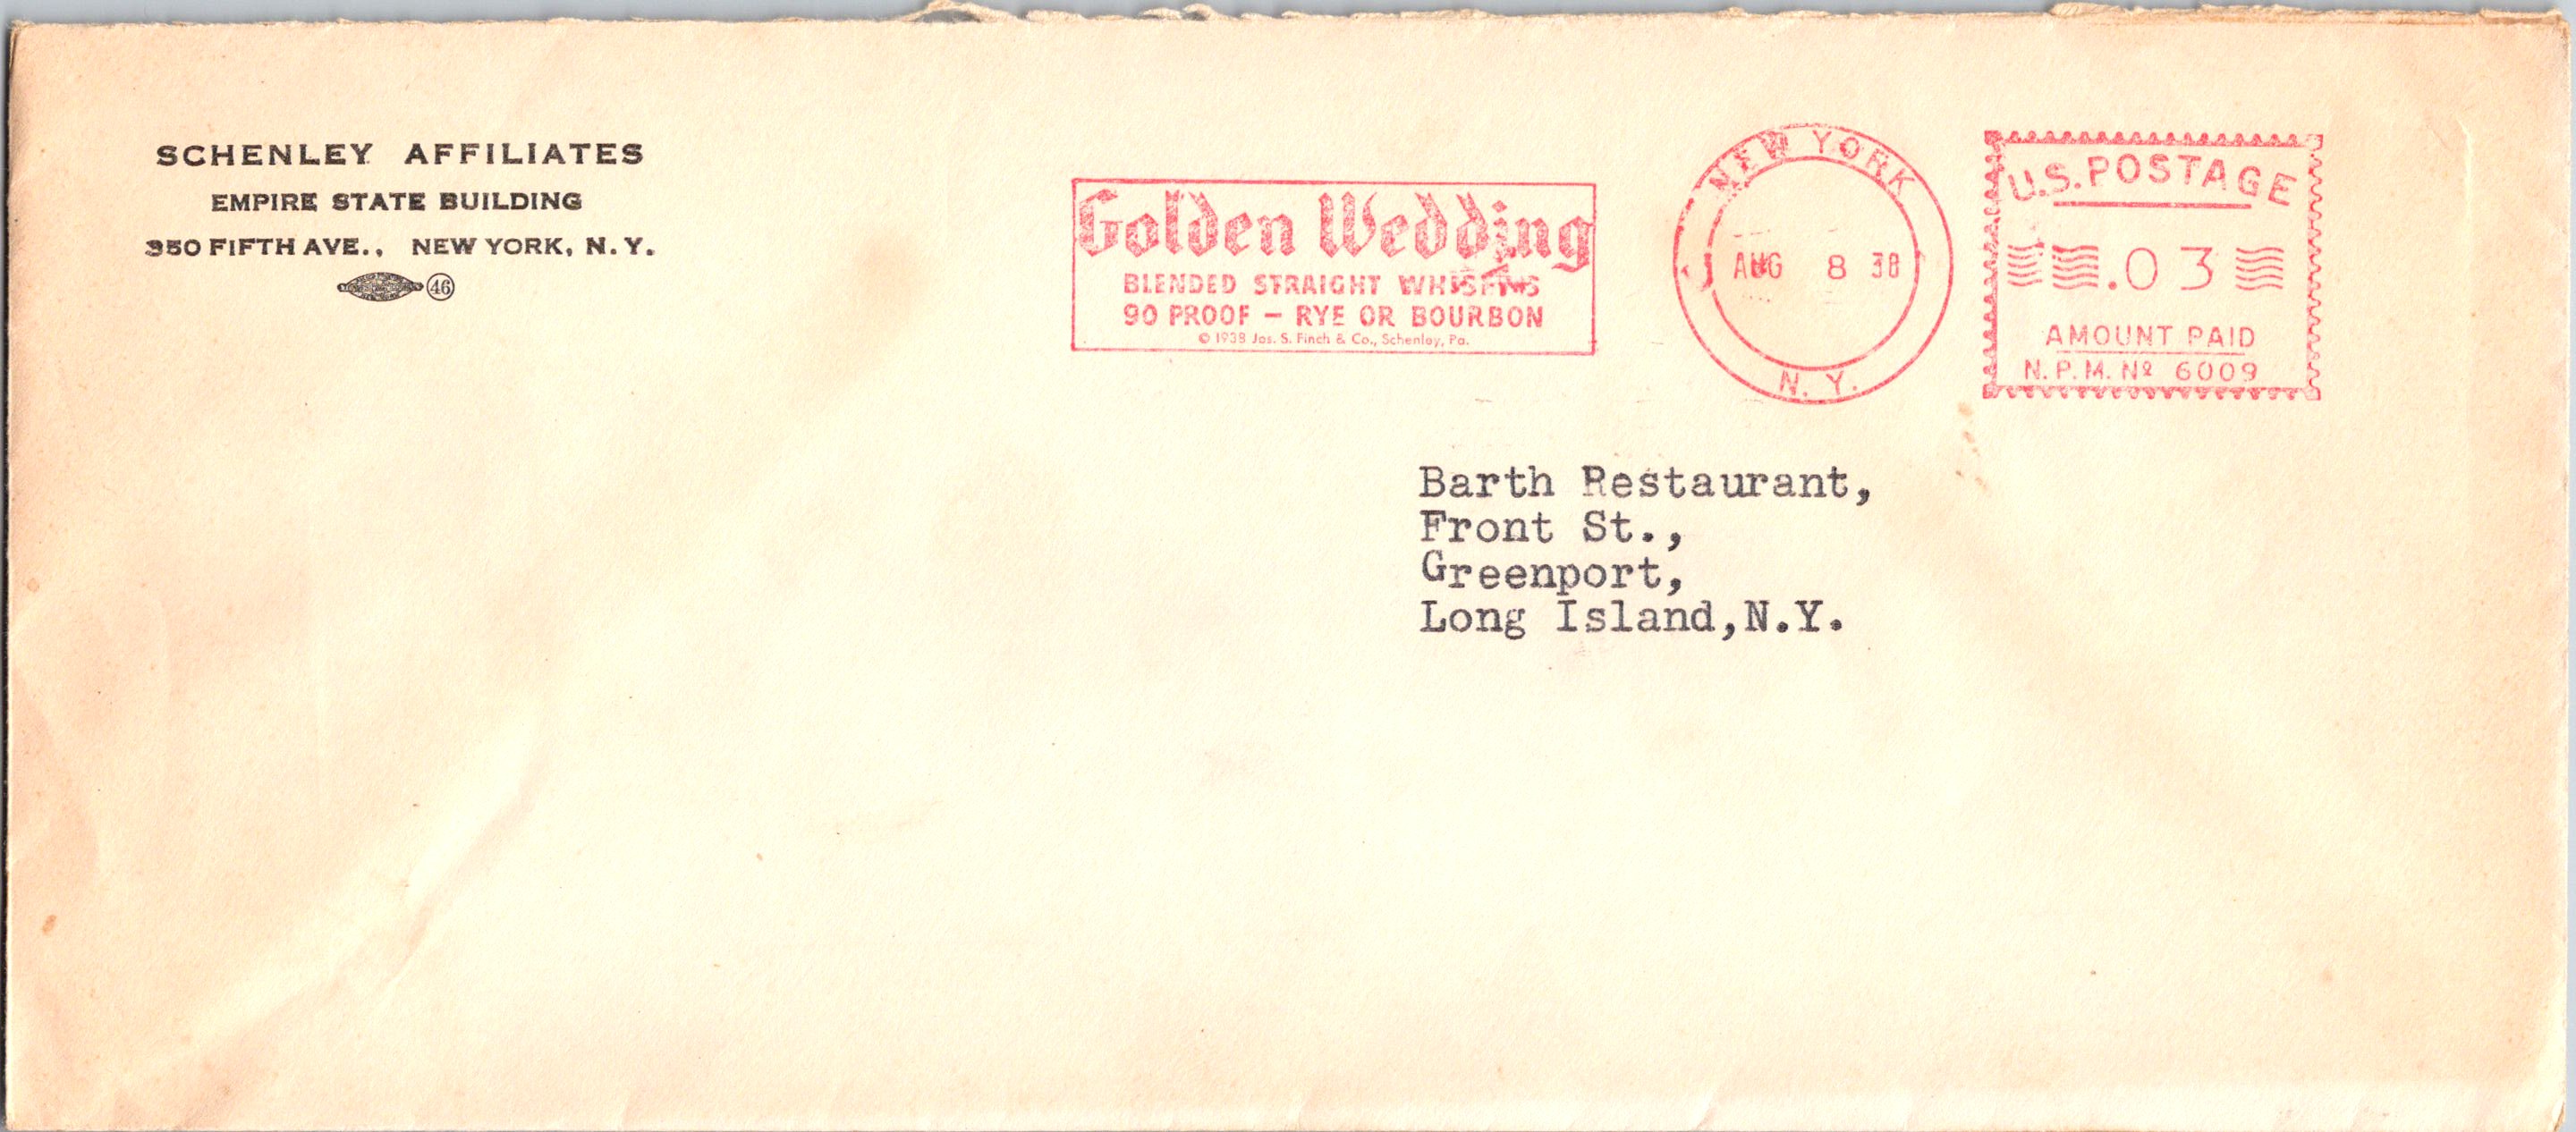 SCHENLEY AFFILIATES
EMPIRE STATE BUILDING
350 FIFTH AVE., NEW YORK, N. Y.
46
Golden Wedding
BLENDED STRAIGHT WHISKIES
90 PROOF – RYE OR BOURBON
© 1938 Jos. S. Finch & Co., Schenley, Pa.
NEW YORK
AUG 8 38
N. Y.
U.S. POSTAGE
.03
AMOUNT PAID
N. P. M. Nº 6009
Barth Restaurant,
Front St.,
Greenport,
Long Island,N.Y.